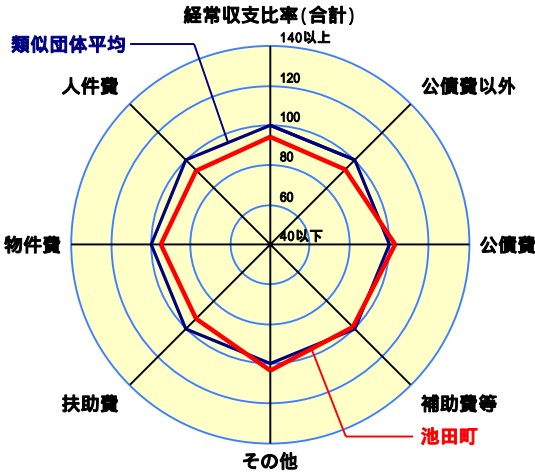 経常収支比率(合計)
類似団体平均
140以上
人件費
120
公債費以外
100
80
60
物件費
40以下
公債費
扶助費
補助費等
池田町
その他